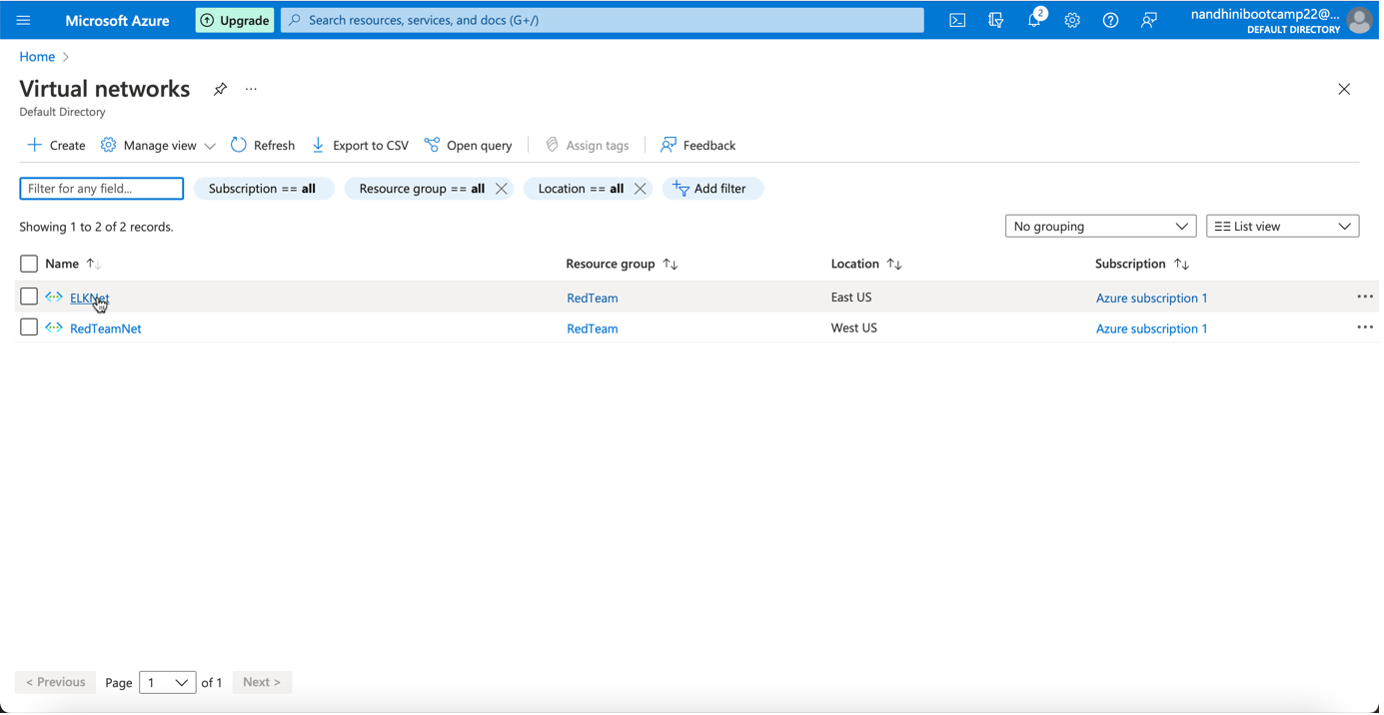 Microsoft Azure Upgrade Search resources, services, and docs (G+/) 2 nandhinibootcamp22@...
DEFAULT DIRECTORY
Home >
Virtual networks ...
Default Directory
Create Manage view Refresh Export to CSV Open query Assign tags Feedback
Filter for any field... Subscription == all Resource group == all Location == all Add filter
Showing 1 to 2 of 2 records. No grouping List view
Name Resource group Location Subscription
ELKNet RedTeam East US Azure subscription 1 ...
RedTeamNet RedTeam West US Azure subscription 1 ...
< Previous Page 1 of 1 Next >